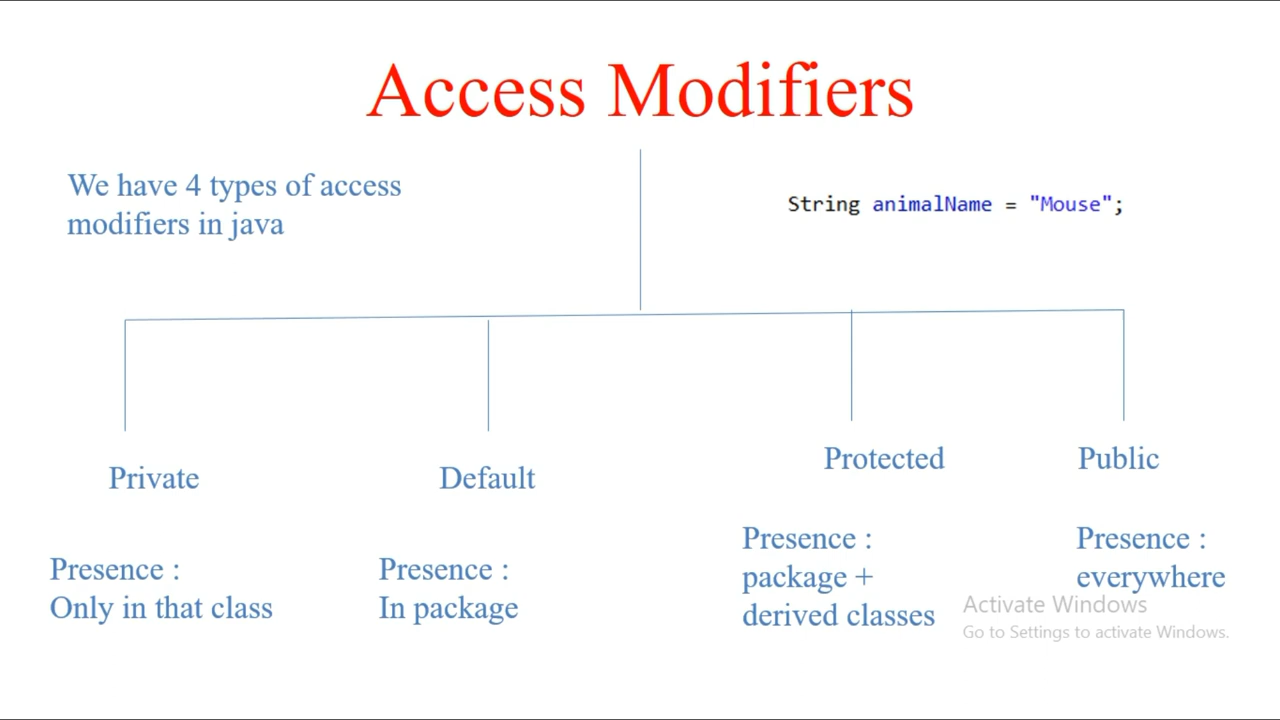 Access Modifiers
We have 4 types of access
modifiers in java
String animalName = "Mouse";
Private
Default
Protected
Public
Presence :
Only in that class
Presence :
In package
Presence :
package +
derived classes
Presence :
everywhere
Activate Windows
Go to Settings to activate Windows.